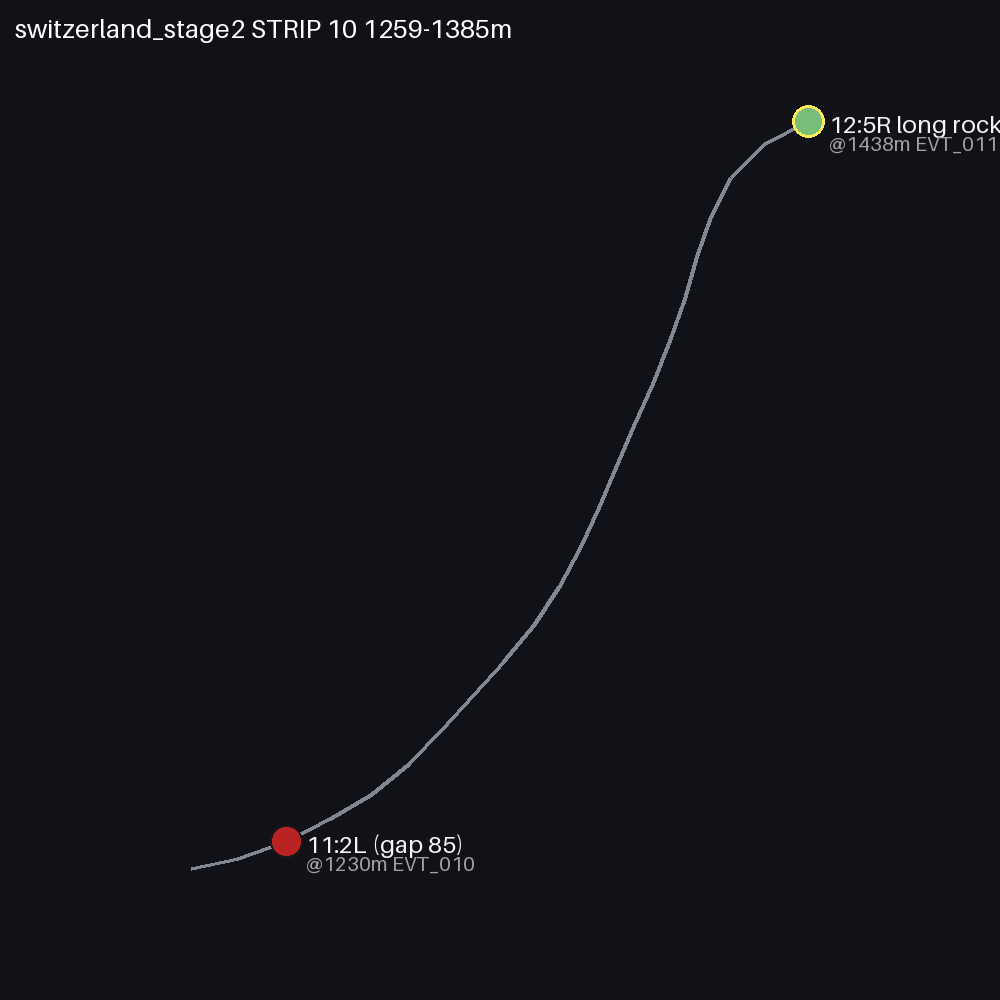 switzerland_stage2 STRIP 10 1259-1385m
12:5R long rock
@1438m EVT_011
11:2L (gap 85)
@1230m EVT_010